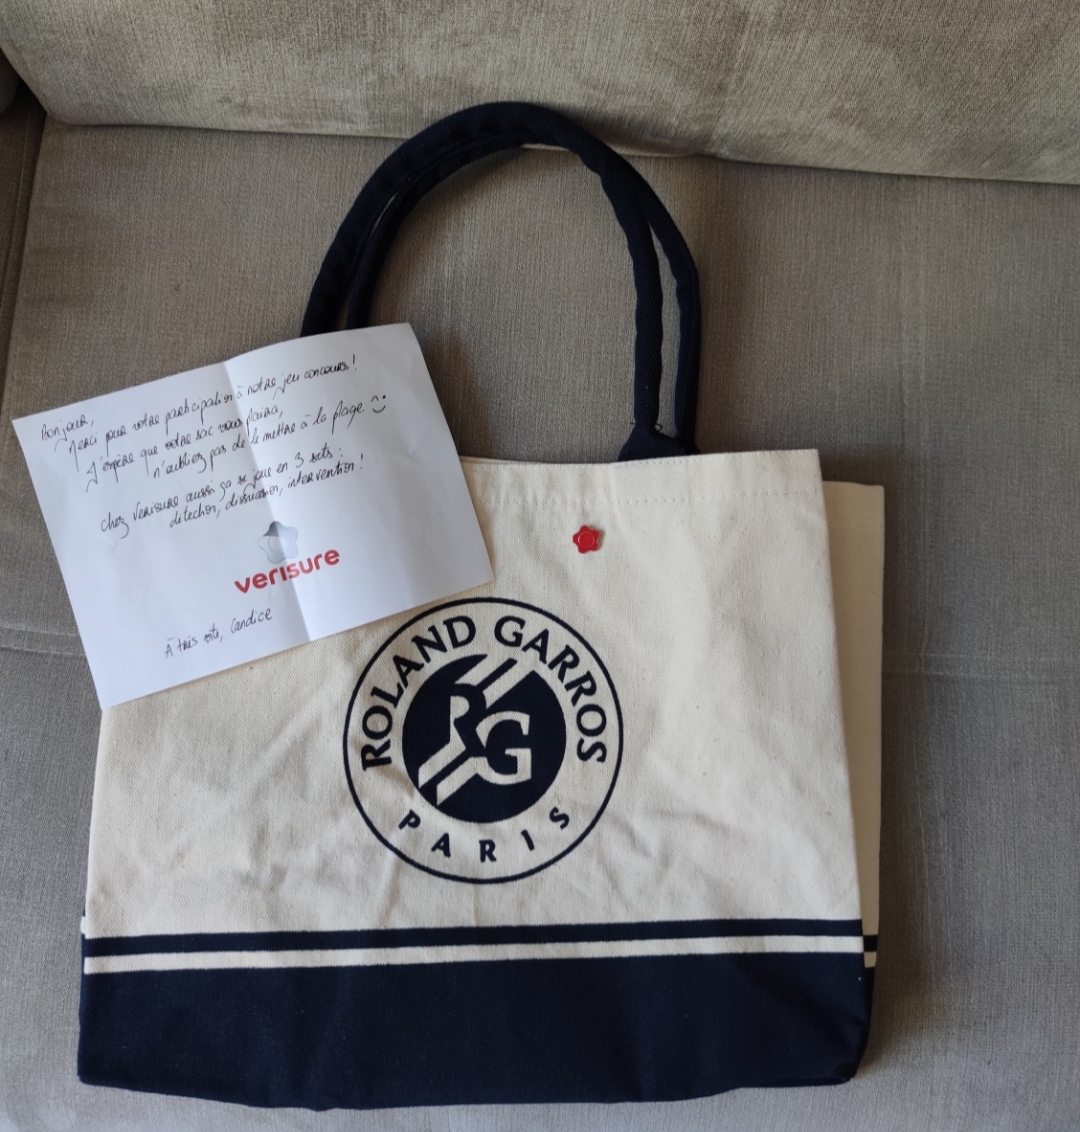 Bonjour,
Merci pour votre participation à notre jeu concours !
J'espère que votre sac vous plaira,
n'oubliez pas de le mettre à la plage.
Chez Verisure aussi ça se joue en 3 sets :
détection, dissuasion, intervention !
verisure
À très vite, Candice
ROLAND GARROS
RG
PARIS